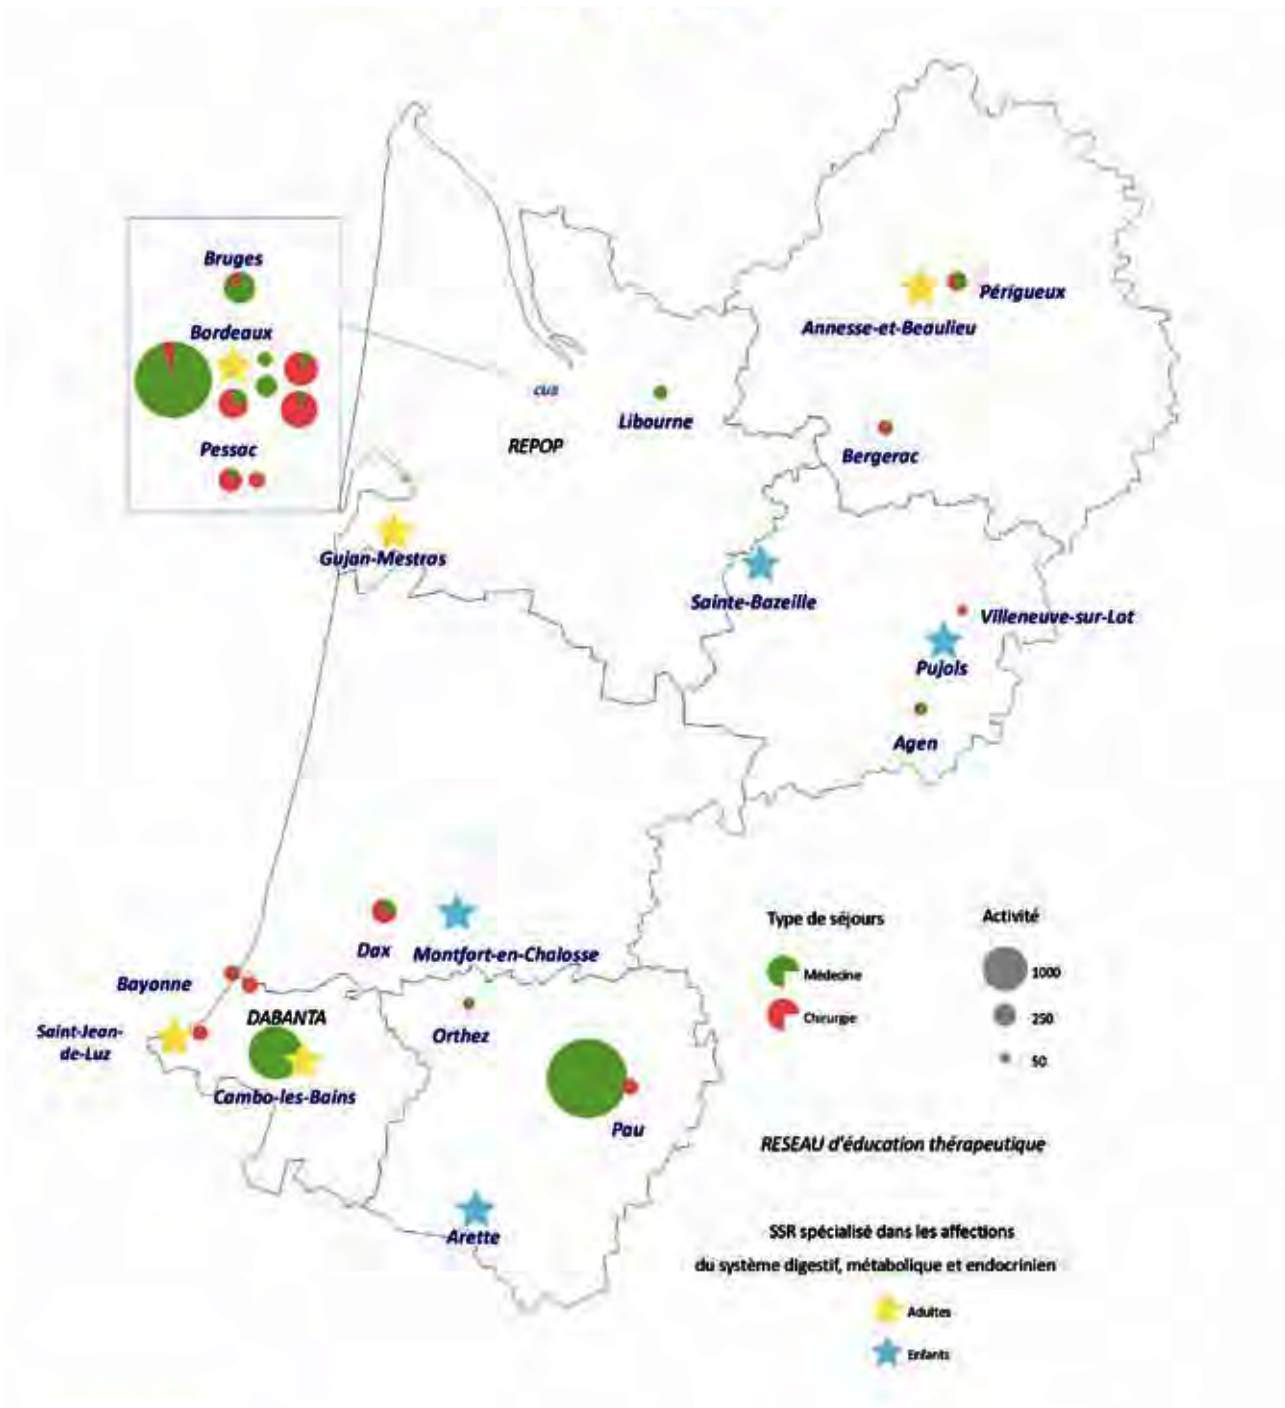 Bruges
Bordeaux
Pessac
CUB
REPOP
Libourne
Périgueux
Annesse-et-Beaulieu
Bergerac
Gujan-Mestras
Sainte-Bazeille
Villeneuve-sur-Lot
Pujols
Agen
Dax
Montfort-en-Chalosse
Bayonne
DABANTA
Saint-Jean-
de-Luz
Orthez
Cambo-les-Bains
Pau
Arette
Type de séjours
Médecine
Chirurgie
Activité
1000
250
50
RESEAU d'éducation thérapeutique
SSR spécialisé dans les affections
du système digestif, métabolique et endocrinien
Adultes
Enfants